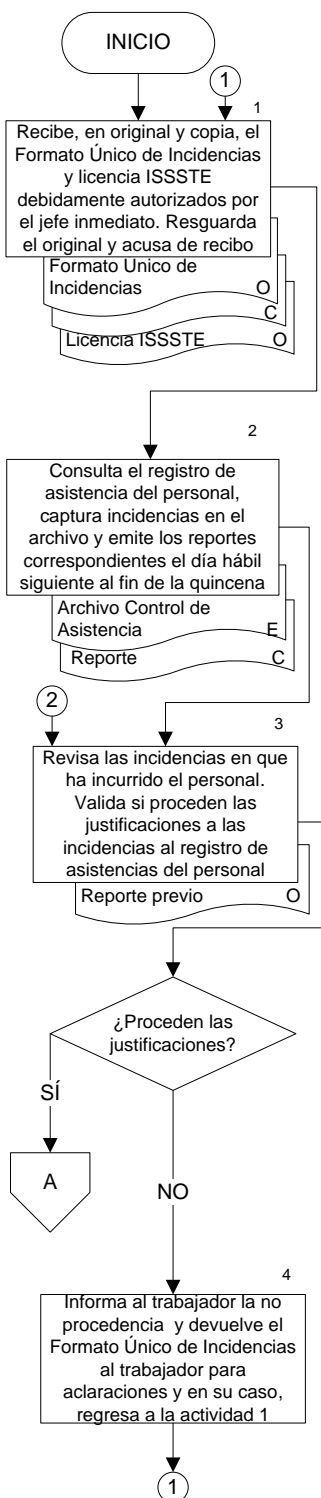 INICIO
1
1
Recibe, en original y copia, el
Formato Único de Incidencias
y licencia ISSSTE
debidamente autorizados por
el jefe inmediato. Resguarda
el original y acusa de recibo
Formato Único de
Incidencias O
C
Licencia ISSSTE O
2
Consulta el registro de
asistencia del personal,
captura incidencias en el
archivo y emite los reportes
correspondientes el día hábil
siguiente al fin de la quincena
Archivo Control de
Asistencia E
Reporte C
2
3
Revisa las incidencias en que
ha incurrido el personal.
Valida si proceden las
justificaciones a las
incidencias al registro de
asistencias del personal
Reporte previo O
¿Proceden las
justificaciones?
SÍ
A
NO
4
Informa al trabajador la no
procedencia y devuelve el
Formato Único de Incidencias
al trabajador para
aclaraciones y en su caso,
regresa a la actividad 1
1